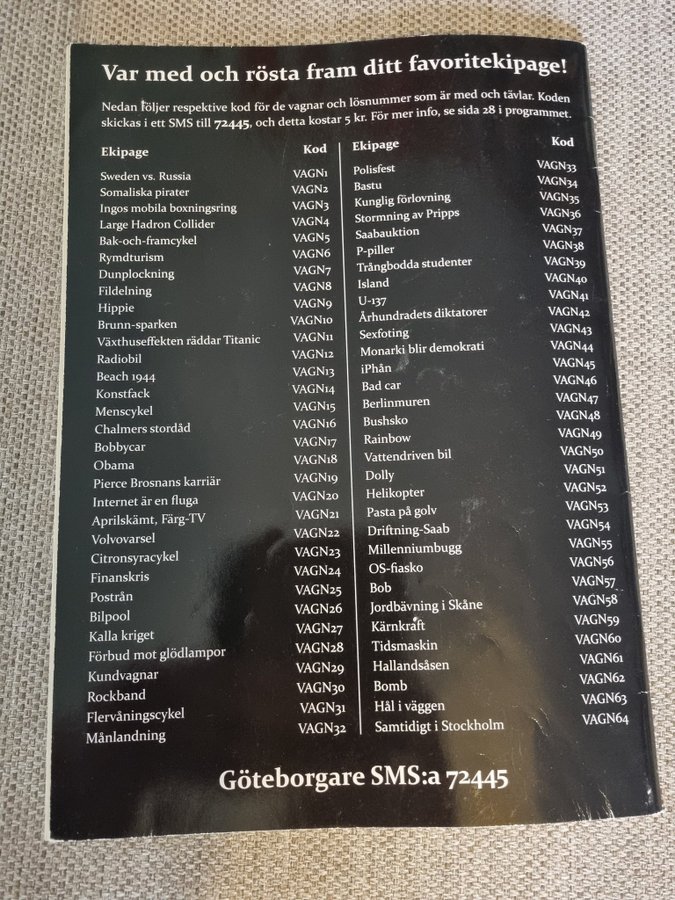 Var med och rösta fram ditt favoritekipage!
Nedan följer respektive kod för de vagnar och lösnummer som är med och tävlar. Koden
skickas i ett SMS till 72445, och detta kostar 5 kr. För mer info, se sida 28 i programmet.
Ekipage Kod
Sweden vs. Russia VAGN1
Somaliska pirater VAGN2
Ingos mobila boxningsring VAGN3
Large Hadron Collider VAGN4
Bak-och-framcykel VAGN5
Rymdturism VAGN6
Dunplockning VAGN7
Fildelning VAGN8
Hippie VAGN9
Brunn-sparken VAGN10
Växthuseffekten räddar Titanic VAGN11
Radiobil VAGN12
Beach 1944 VAGN13
Konstfack VAGN14
Menscykel VAGN15
Chalmers stordåd VAGN16
Bobbycar VAGN17
Obama VAGN18
Pierce Brosnans karriär VAGN19
Internet är en fluga VAGN20
Aprilskämt, Färg-TV VAGN21
Volvovarsel VAGN22
Citronsyracykel VAGN23
Finanskris VAGN24
Postrån VAGN25
Bilpool VAGN26
Kalla kriget VAGN27
Förbud mot glödlampor VAGN28
Kundvagnar VAGN29
Rockband VAGN30
Flervåningscykel VAGN31
Månlandning VAGN32
Ekipage Kod
Polisfest VAGN33
Bastu VAGN34
Kunglig förlovning VAGN35
Stormning av Pripps VAGN36
Saabauktion VAGN37
P-piller VAGN38
Trångbodda studenter VAGN39
Island VAGN40
U-137 VAGN41
Århundradets diktatorer VAGN42
Sexfoting VAGN43
Monarki blir demokrati VAGN44
iPhån VAGN45
Bad car VAGN46
Berlinmuren VAGN47
Bushsko VAGN48
Rainbow VAGN49
Vattendriven bil VAGN50
Dolly VAGN51
Helikopter VAGN52
Pasta på golv VAGN53
Driftning-Saab VAGN54
Millenniumbugg VAGN55
OS-fiasko VAGN56
Bob VAGN57
Jordbävning i Skåne VAGN58
Kärnkraft VAGN59
Tidsmaskin VAGN60
Hallandsåsen VAGN61
Bomb VAGN62
Hål i väggen VAGN63
Samtidigt i Stockholm VAGN64
Göteborgare SMS:a 72445